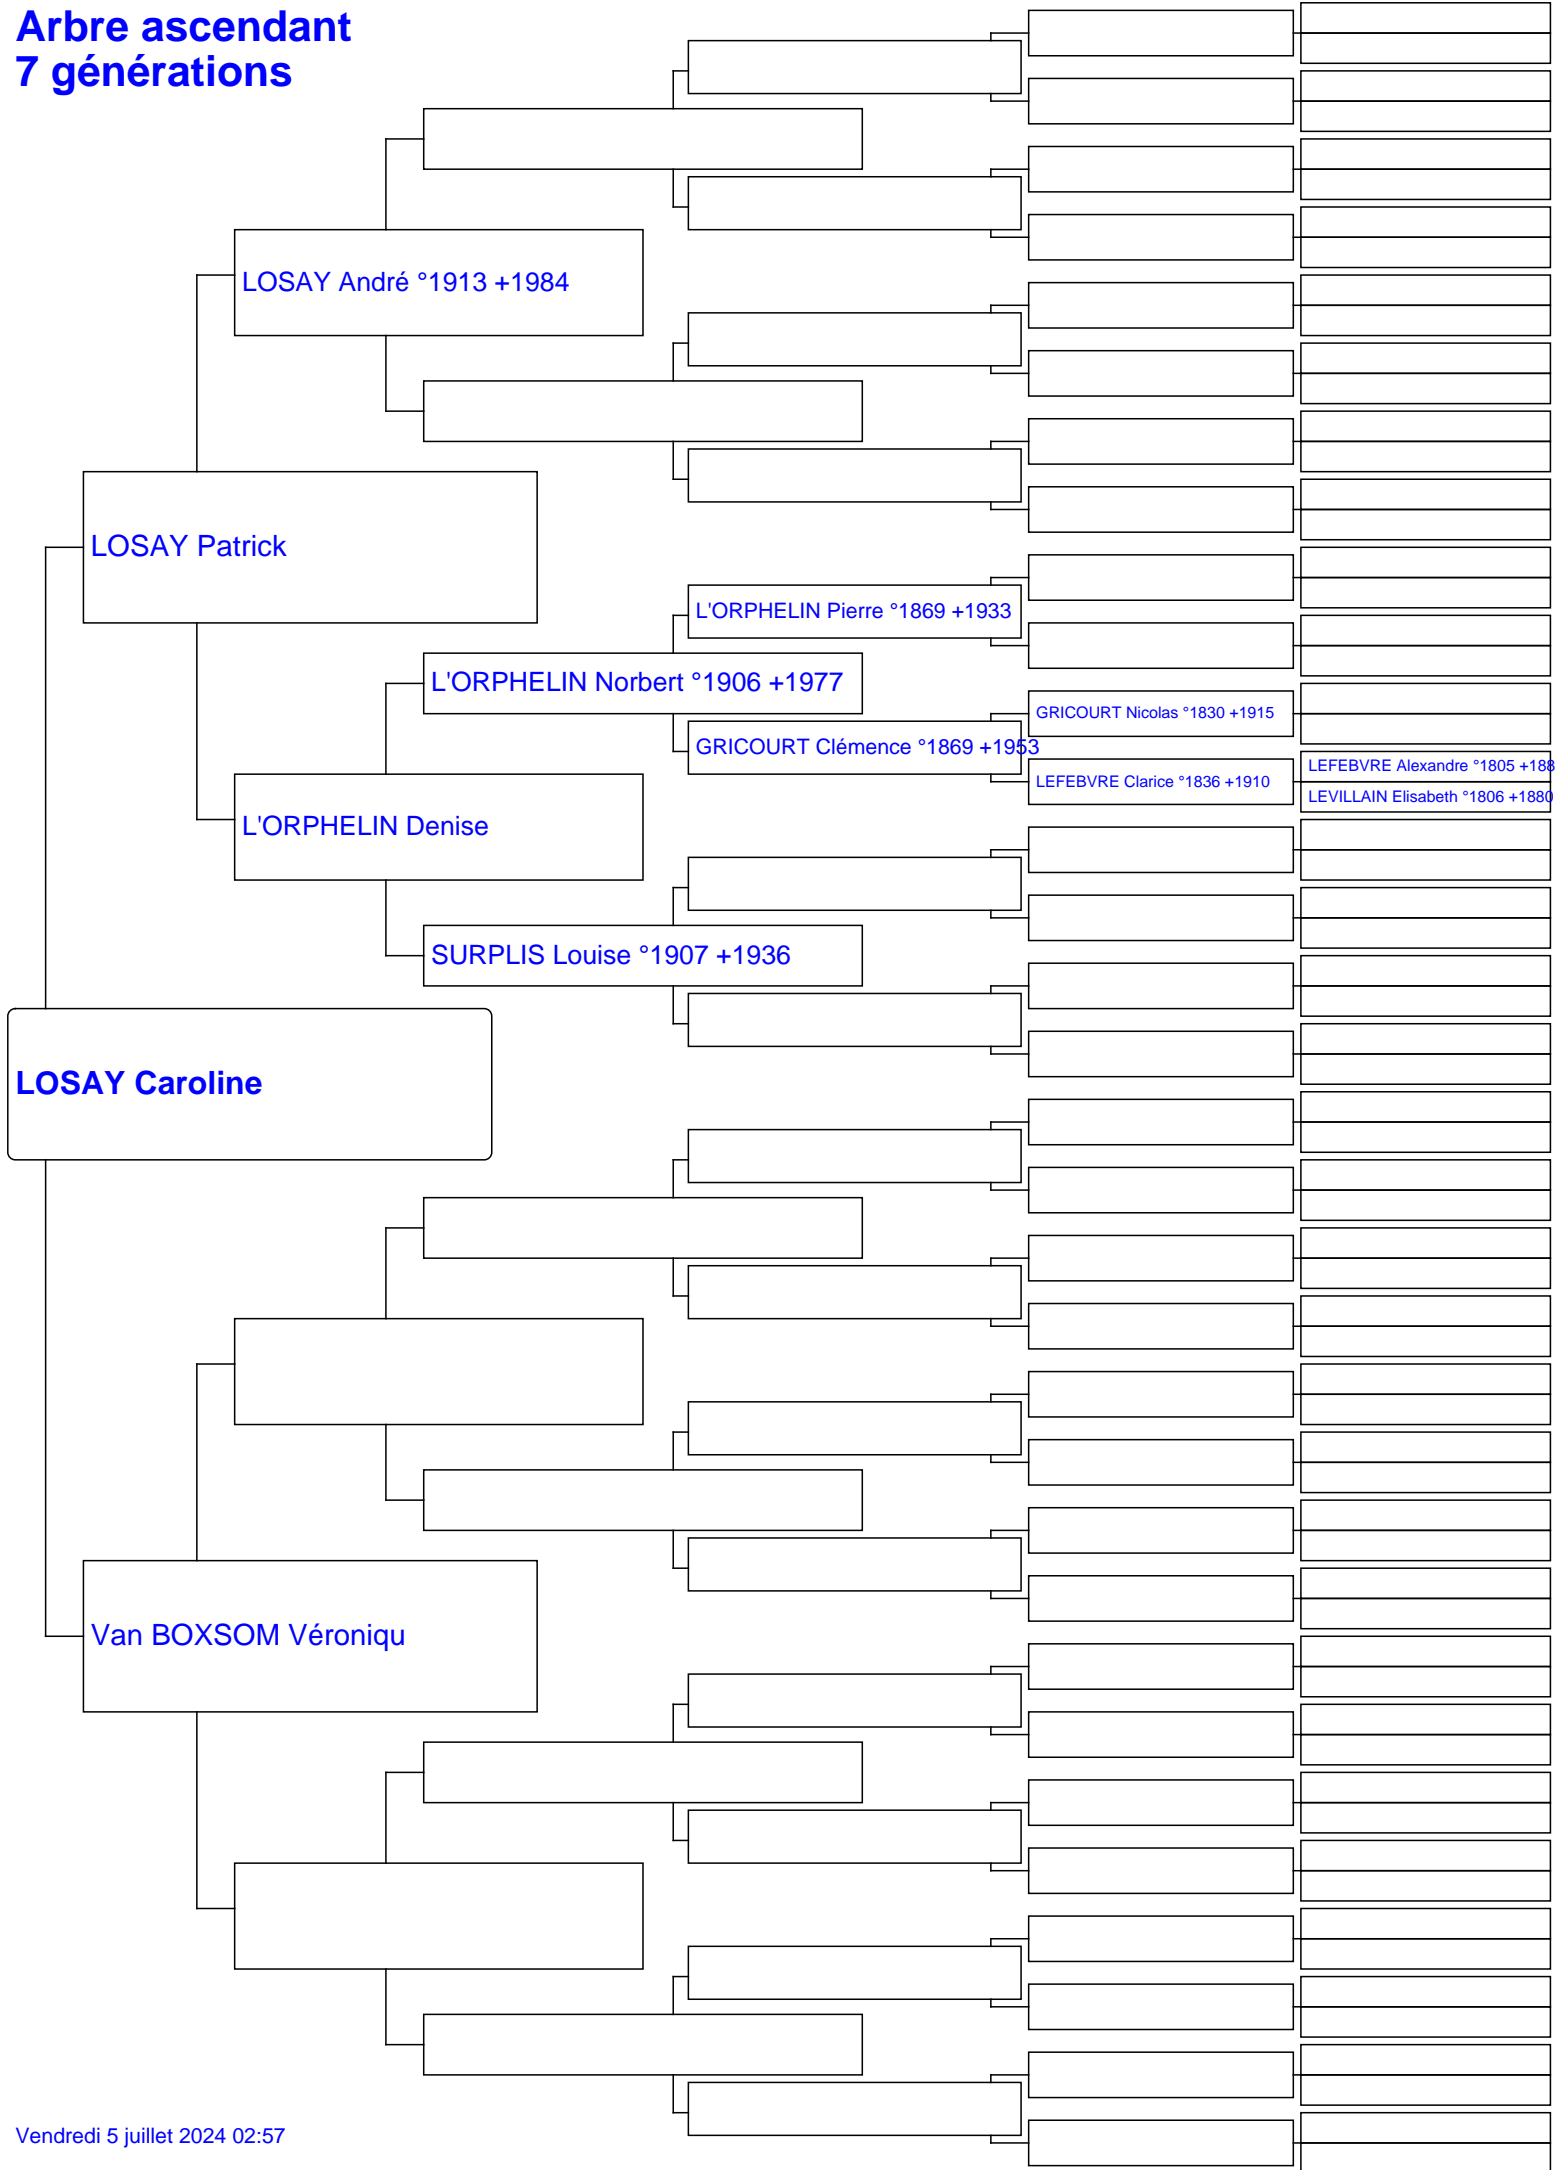 Arbre ascendant
7 générations
LOSAY André °1913 +1984
LOSAY Patrick
L'ORPHELIN Pierre °1869 +1933
L'ORPHELIN Norbert °1906 +1977
GRICOURT Nicolas °1830 +1915
GRICOURT Clémence °1869 +1953
LEFEBVRE Alexandre °1805 +188
LEFEBVRE Clarice °1836 +1910
LEVILLAIN Elisabeth °1806 +1880
L'ORPHELIN Denise
SURPLIS Louise °1907 +1936
LOSAY Caroline
Van BOXSOM Véroniqu
Vendredi 5 juillet 2024 02:57